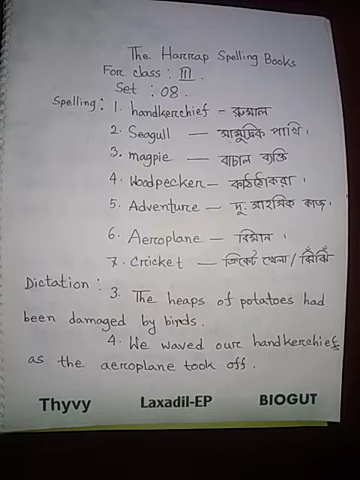 The Harrap Spelling Books
For class : III.
Set : 08.
Spelling : 1. handkerchief - রুমাল
2. Seagull — সামুদ্রিক পাখি।
3. magpie — বাচাল ব্যক্তি
4. Woodpecker — কাঠঠোকরা।
5. Adventure — দুঃসাহসিক কাজ।
6. Aeroplane — বিমান।
7. Cricket — ক্রিকেট খেলা / ঝিঁঝিঁ
Dictation : 3. The heaps of potatoes had
been damaged by birds.
4. We waved our handkerchiefs
as the aeroplane took off.
Thyvy Laxadil-EP BIOGUT